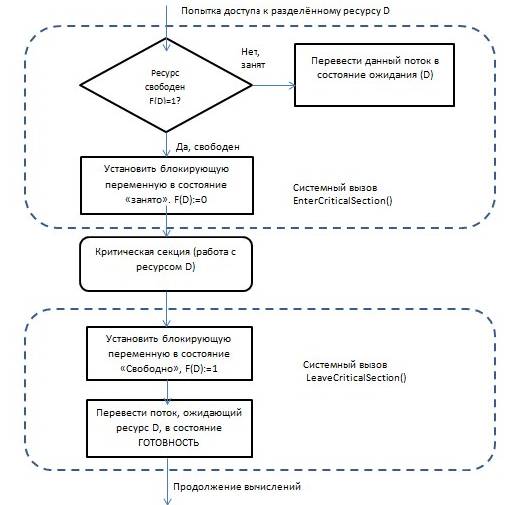 Попытка доступа к разделённому ресурсу D
Ресурс
свободен
F(D)=1?
Нет,
занят
Перевести данный поток в
состояние ожидания (D)
Да, свободен
Установить блокирующую
переменную в состояние
«занято». F(D):=0
Системный вызов
EnterCriticalSection()
Критическая секция (работа с
ресурсом D)
Установить блокирующую
переменную в состояние
«Свободно», F(D):=1
Системный вызов
LeaveCriticalSection()
Перевести поток, ожидающий
ресурс D, в состояние
ГОТОВНОСТЬ
Продолжение вычислений